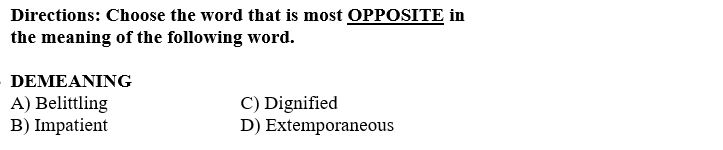 Directions: Choose the word that is most OPPOSITE in
the meaning of the following word.
DEMEANING
A) Belittling C) Dignified
B) Impatient D) Extemporaneous